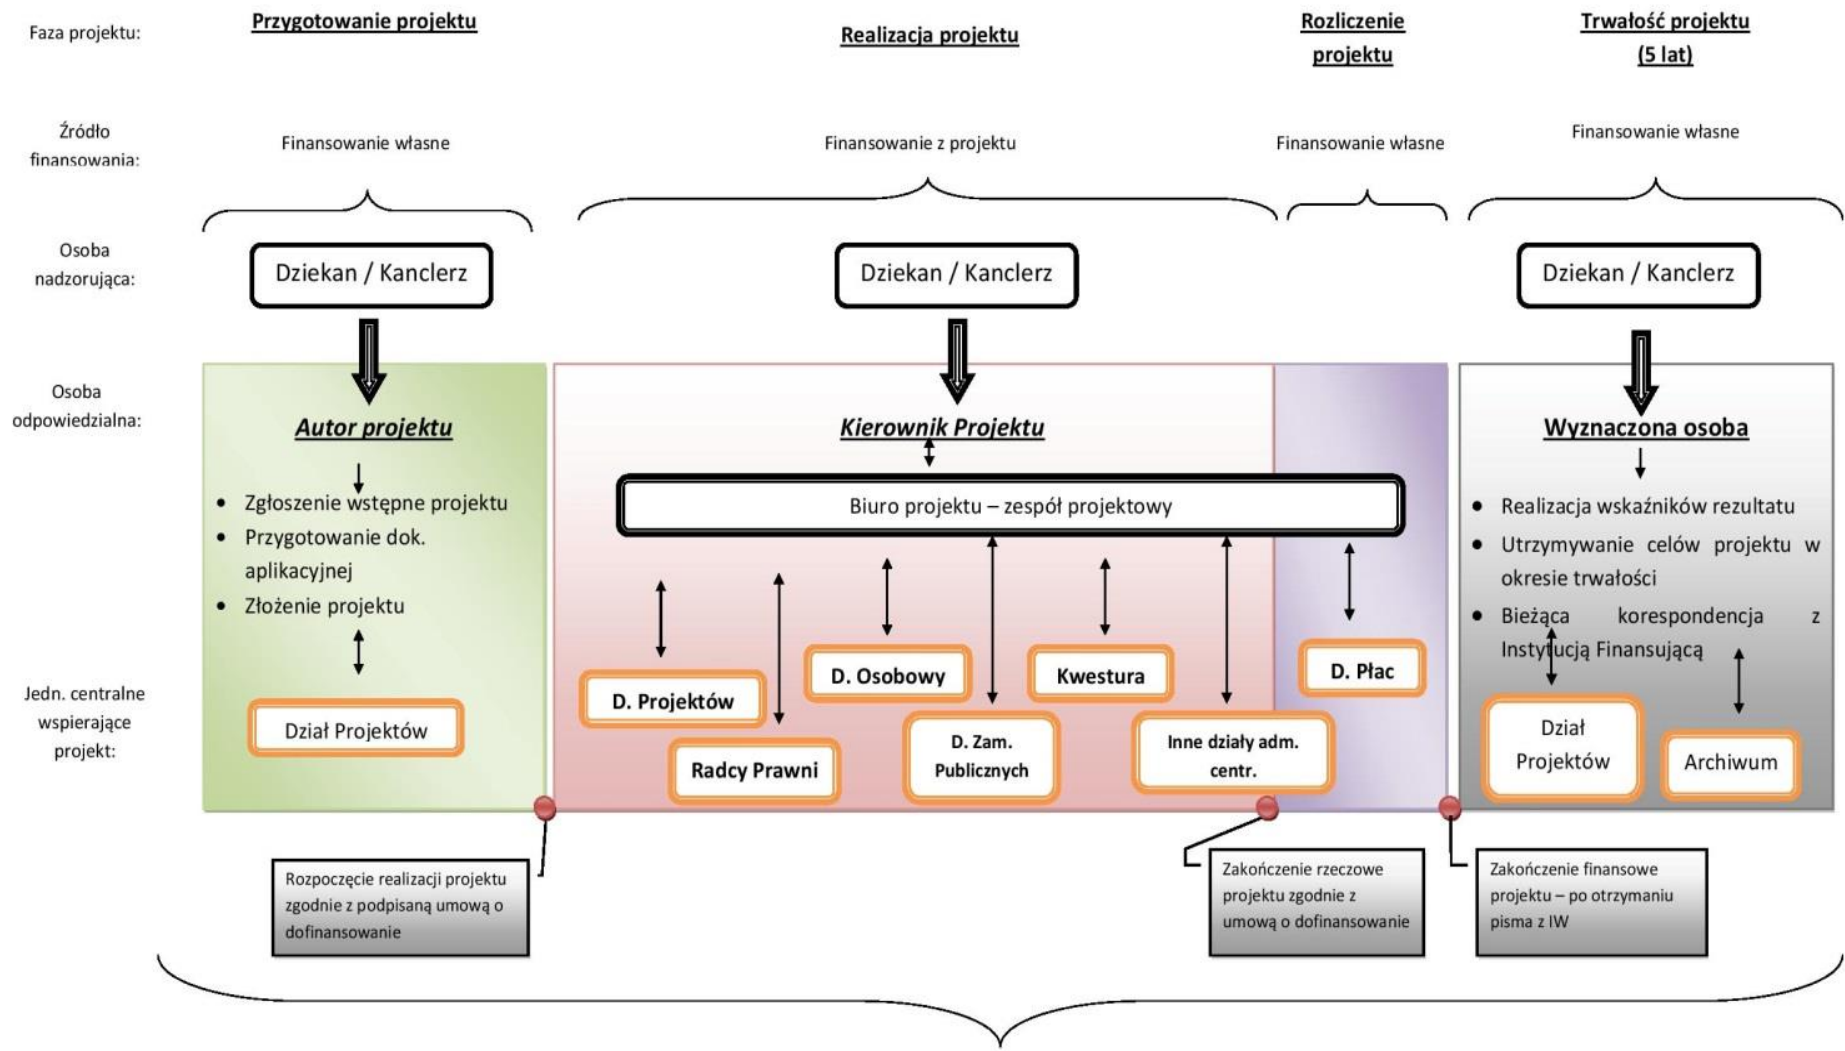 Faza projektu:
Przygotowanie projektu
Realizacja projektu
Rozliczenie
projektu
Trwałość projektu
(5 lat)
Źródło
finansowania:
Finansowanie własne
Finansowanie z projektu
Finansowanie własne
Finansowanie własne
Osoba
nadzorująca:
Dziekan / Kanclerz
Dziekan / Kanclerz
Dziekan / Kanclerz
Osoba
odpowiedzialna:
Autor projektu
Kierownik Projektu
Wyznaczona osoba
• Zgłoszenie wstępne projektu
• Przygotowanie dok.
aplikacyjnej
• Złożenie projektu
Biuro projektu – zespół projektowy
• Realizacja wskaźników rezultatu
• Utrzymywanie celów projektu w
okresie trwałości
• Bieżąca korespondencja z
Instytucją Finansującą
Jedn. centralne
wspierające
projekt:
Dział Projektów
D. Projektów
Radcy Prawni
D. Osobowy
D. Zam.
Publicznych
Kwestura
Inne działy adm.
centr.
D. Płac
Dział
Projektów
Archiwum
Rozpoczęcie realizacji projektu
zgodnie z podpisaną umową o
dofinansowanie
Zakończenie rzeczowe
projektu zgodnie z
umową o dofinansowanie
Zakończenie finansowe
projektu – po otrzymaniu
pisma z IW